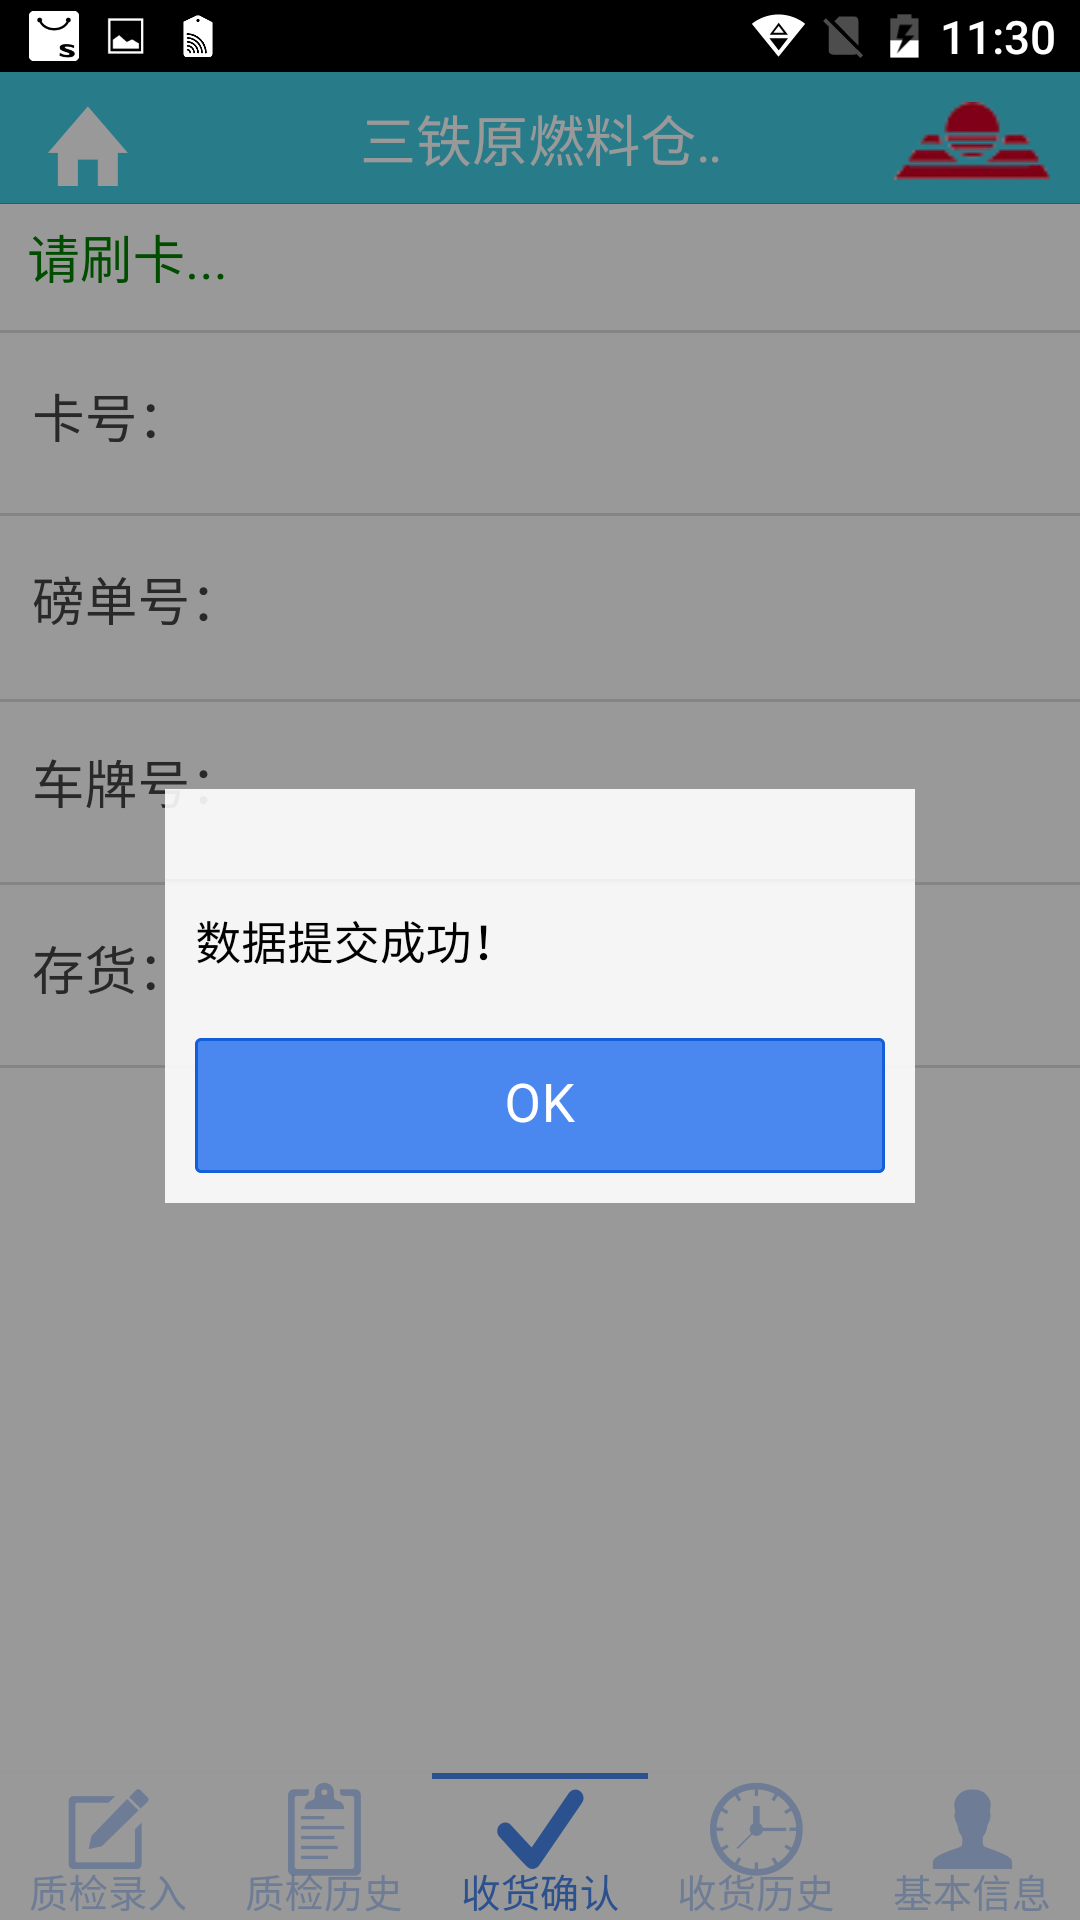 S
11:30
三铁原燃料仓..
请刷卡...
卡号：
磅单号：
车牌号：
存货：
数据提交成功！
OK
质检录入
质检历史
收货确认
收货历史
基本信息